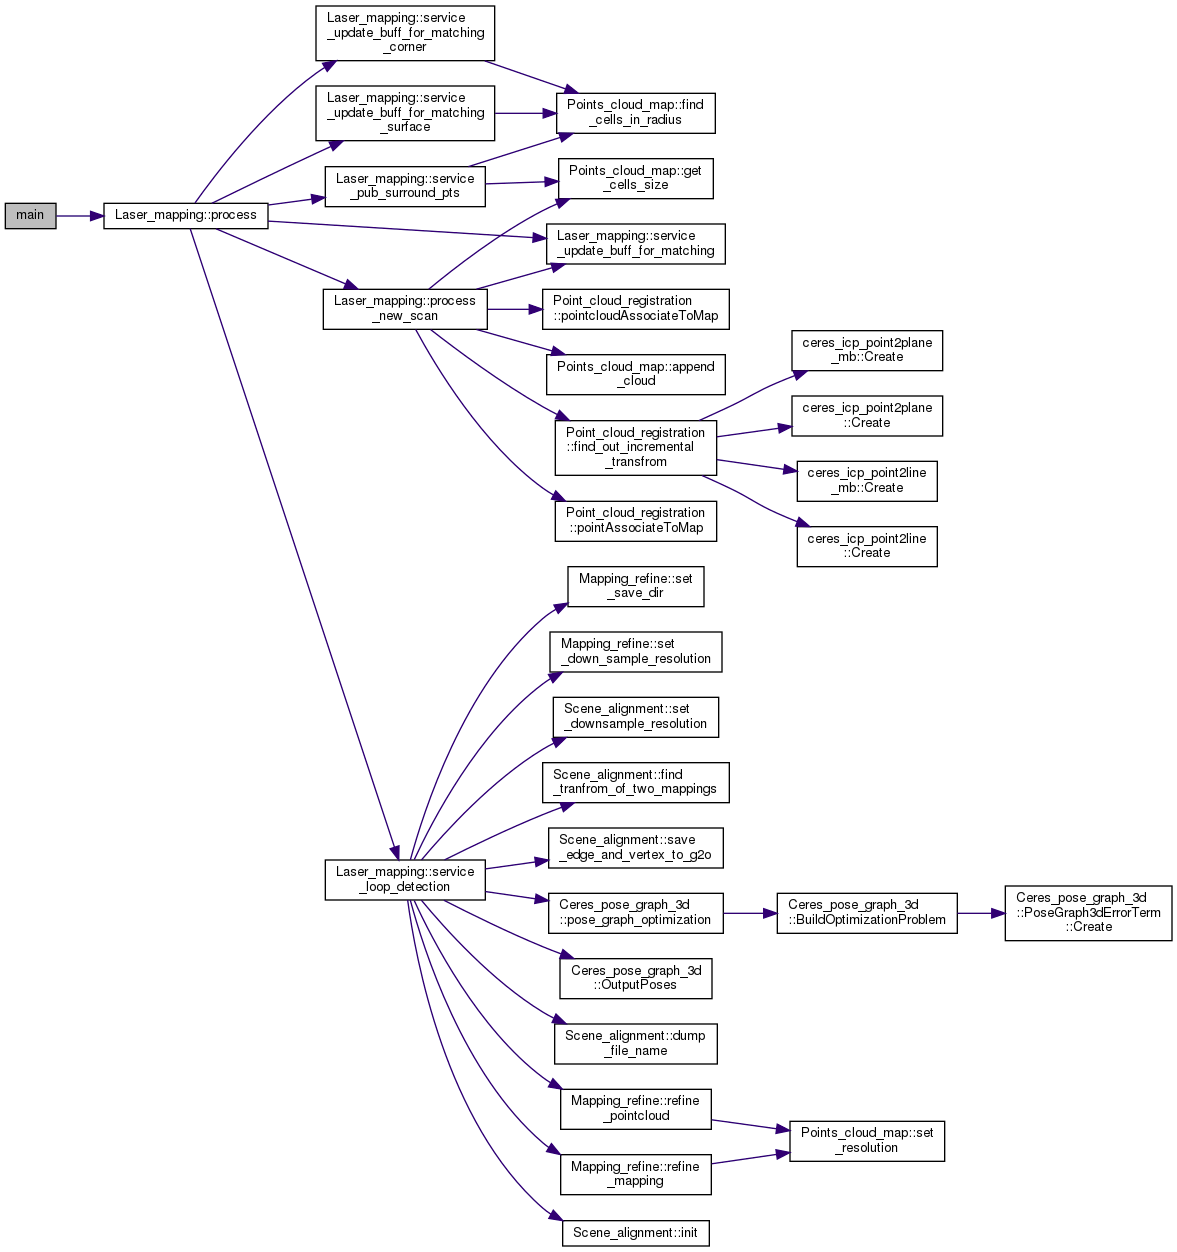 main
Laser_mapping::process
Laser_mapping::service
_update_buff_for_matching
_corner
Laser_mapping::service
_update_buff_for_matching
_surface
Laser_mapping::service
_pub_surround_pts
Laser_mapping::process
_new_scan
Laser_mapping::service
_loop_detection
Points_cloud_map::find
_cells_in_radius
Points_cloud_map::get
_cells_size
Laser_mapping::service
_update_buff_for_matching
Point_cloud_registration
::pointcloudAssociateToMap
Points_cloud_map::append
_cloud
Point_cloud_registration
::find_out_incremental
_transfrom
Point_cloud_registration
::pointAssociateToMap
Mapping_refine::set
_save_dir
Mapping_refine::set
_down_sample_resolution
Scene_alignment::set
_downsample_resolution
Scene_alignment::find
_tranfrom_of_two_mappings
Scene_alignment::save
_edge_and_vertex_to_g2o
Ceres_pose_graph_3d
::pose_graph_optimization
Ceres_pose_graph_3d
::OutputPoses
Scene_alignment::dump
_file_name
Mapping_refine::refine
_pointcloud
Mapping_refine::refine
_mapping
Scene_alignment::init
ceres_icp_point2plane
_mb::Create
ceres_icp_point2plane
::Create
ceres_icp_point2line
_mb::Create
ceres_icp_point2line
::Create
Ceres_pose_graph_3d
::BuildOptimizationProblem
Points_cloud_map::set
_resolution
Ceres_pose_graph_3d
::PoseGraph3dErrorTerm
::Create